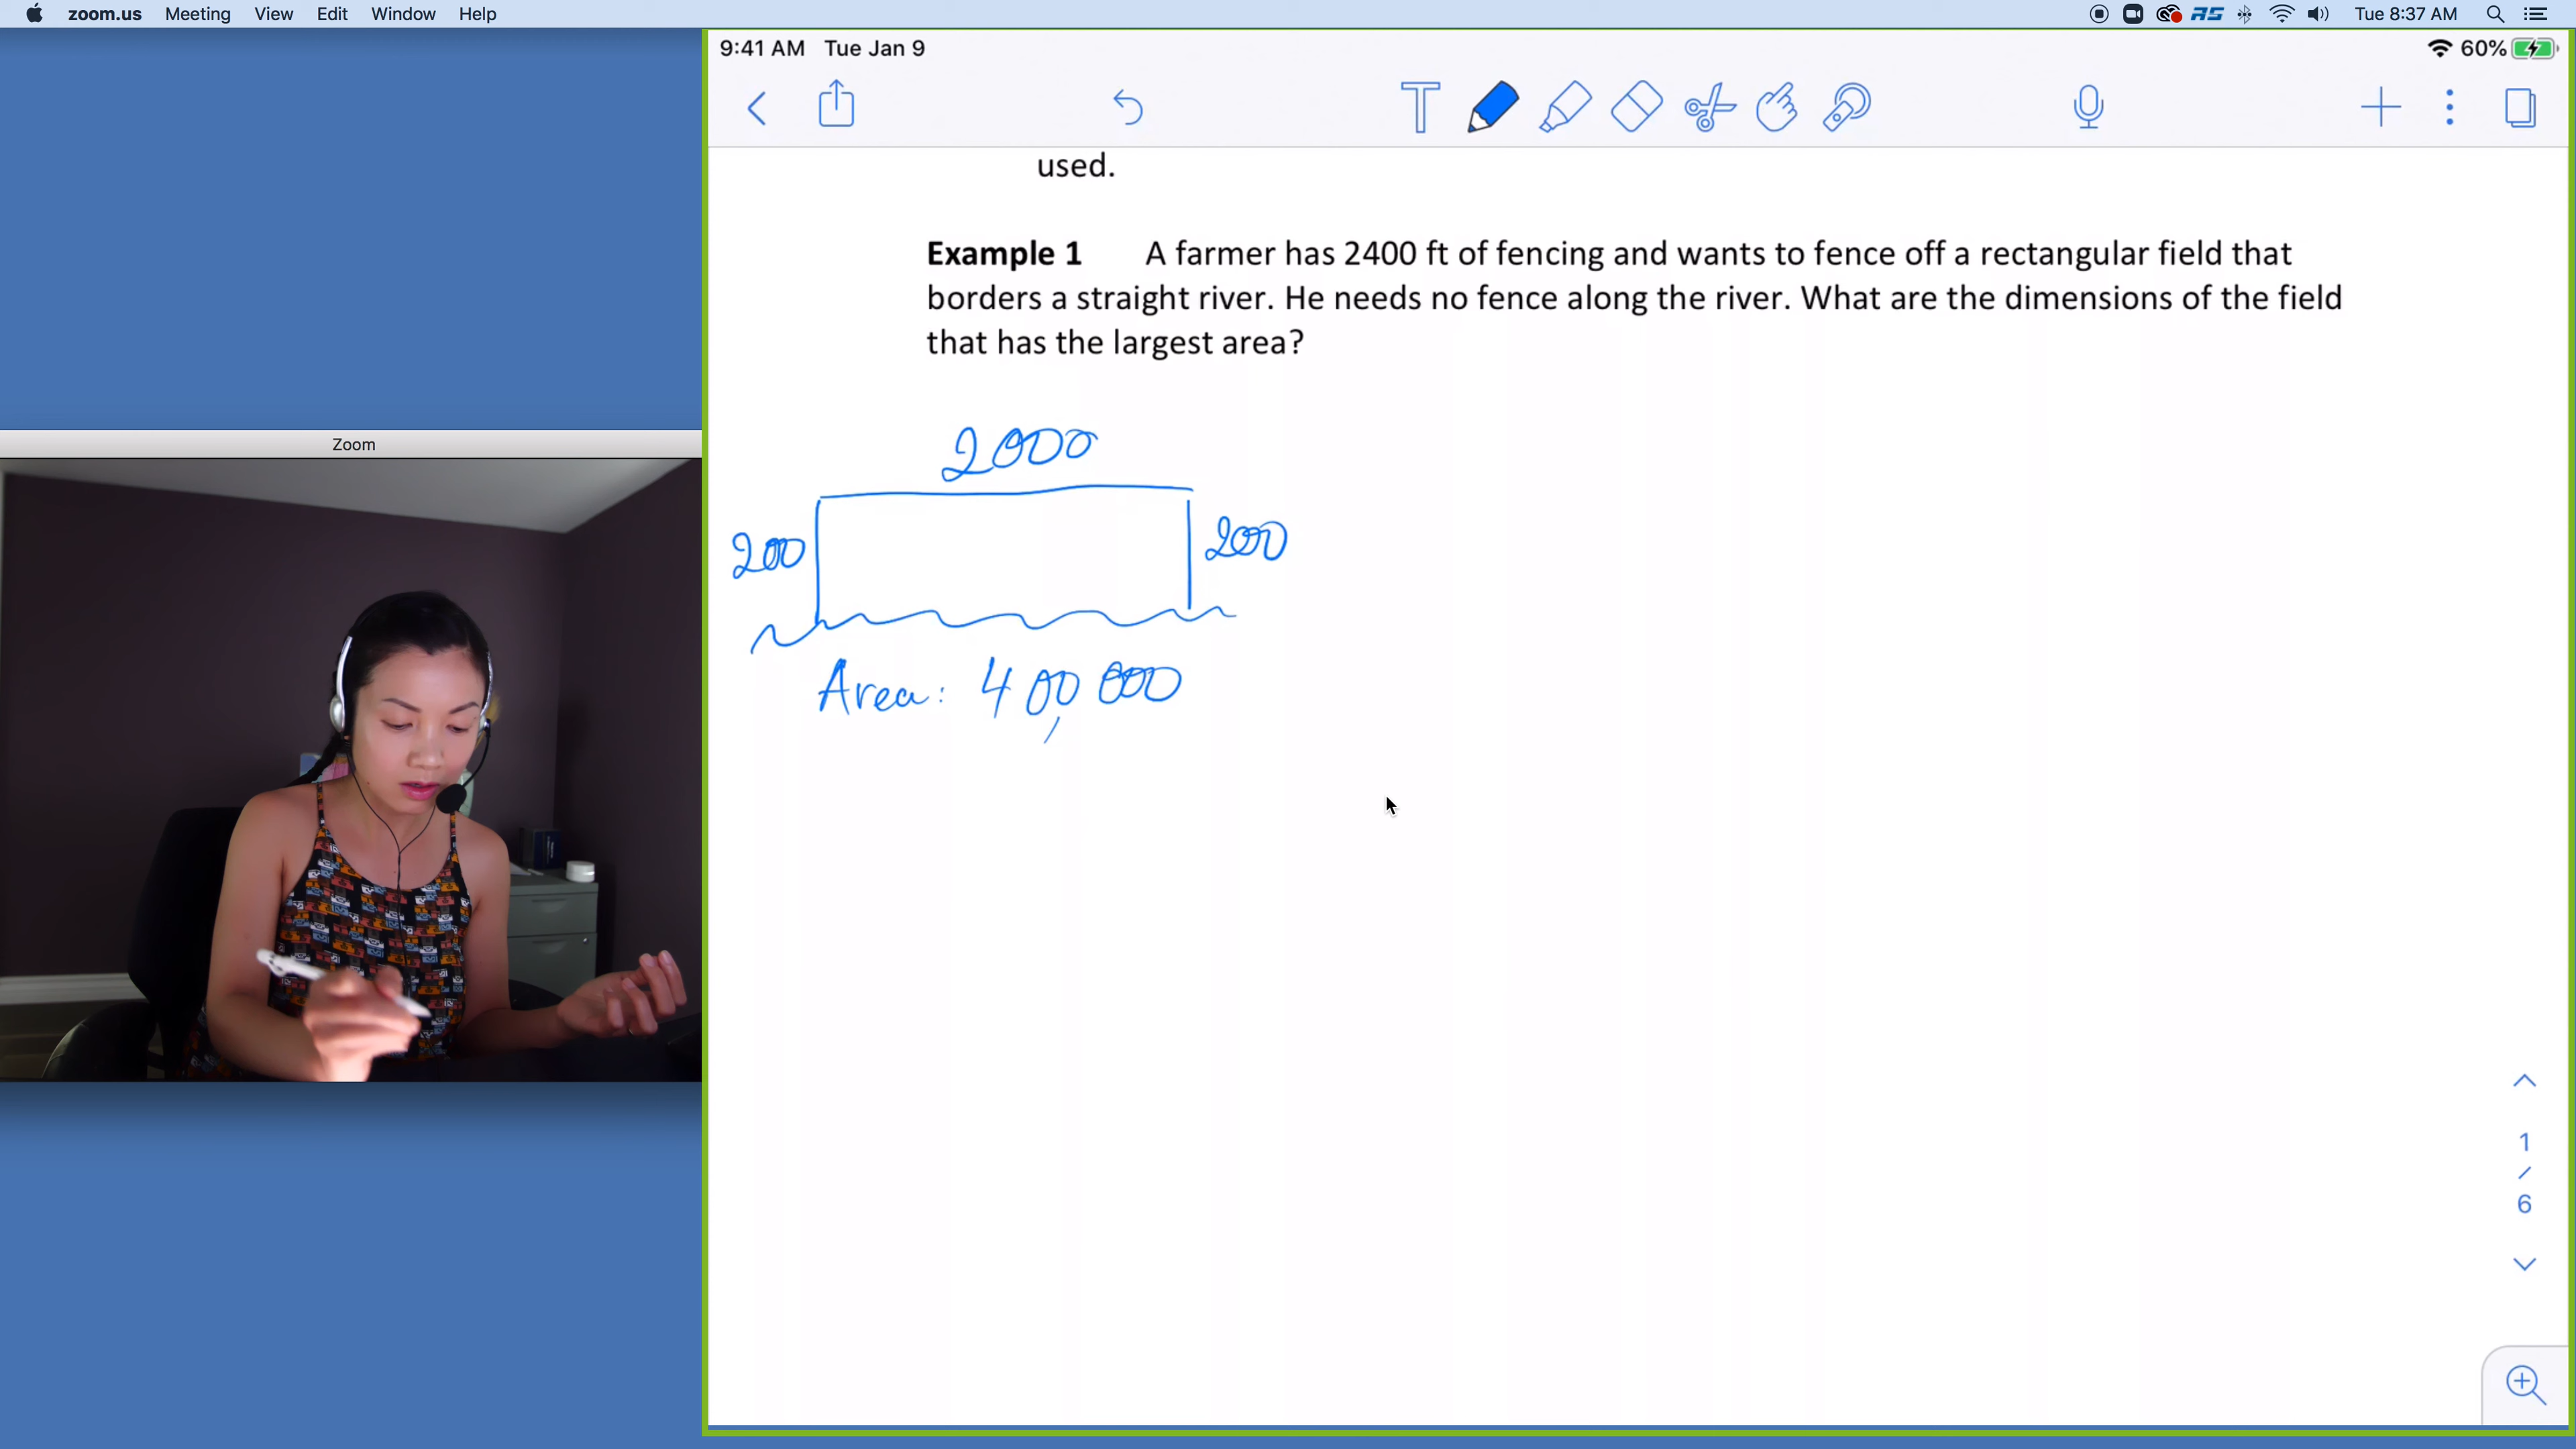 zoom.us Meeting View Edit Window Help
Tue 8:37 AM
9:41 AM Tue Jan 9
60%
Zoom
used.
Example 1 A farmer has 2400 ft of fencing and wants to fence off a rectangular field that
borders a straight river. He needs no fence along the river. What are the dimensions of the field
that has the largest area?
2000
200 200
Area: 400,000
1
/
6